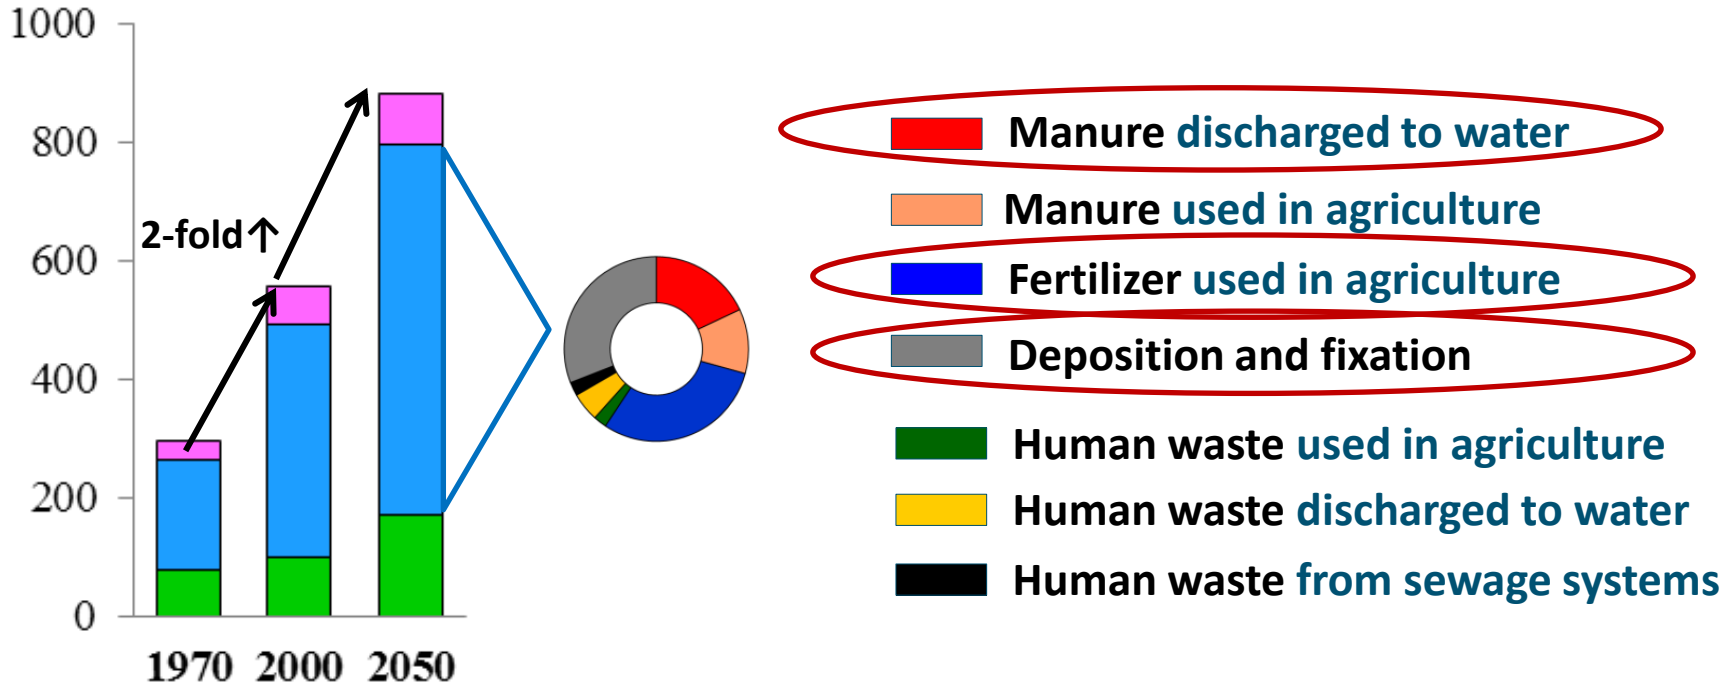 1000
800
600
400
200
0
2-fold↑
1970 2000 2050
Manure discharged to water
Manure used in agriculture
Fertilizer used in agriculture
Deposition and fixation
Human waste used in agriculture
Human waste discharged to water
Human waste from sewage systems